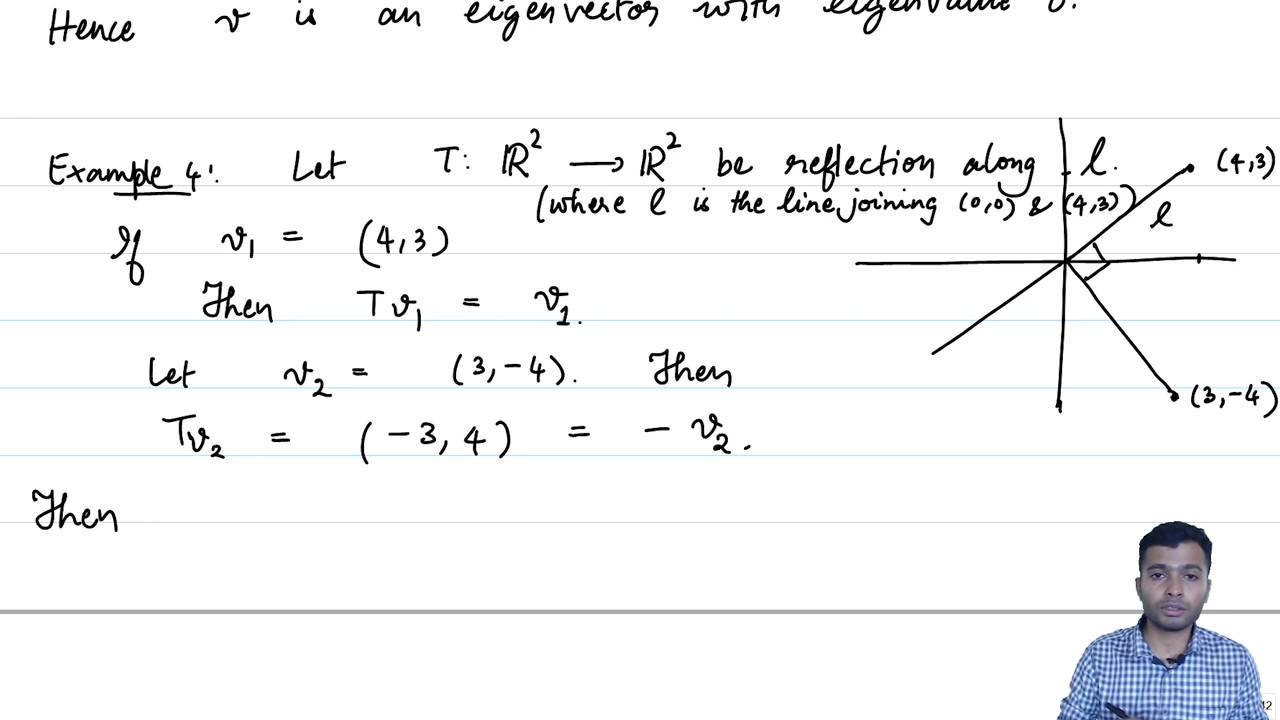 Hence v is an eigenvector with eigenvalue 0.
Example 4: Let T: ℝ² ⟶ ℝ² be reflection along l.
(where l is the line joining (0,0) & (4,3))
If v₁ = (4,3)
Then Tv₁ = v₁.
Let v₂ = (3,-4). Then
Tv₂ = (-3, 4) = - v₂.
Then
(4,3)
l
(3,-4)
12